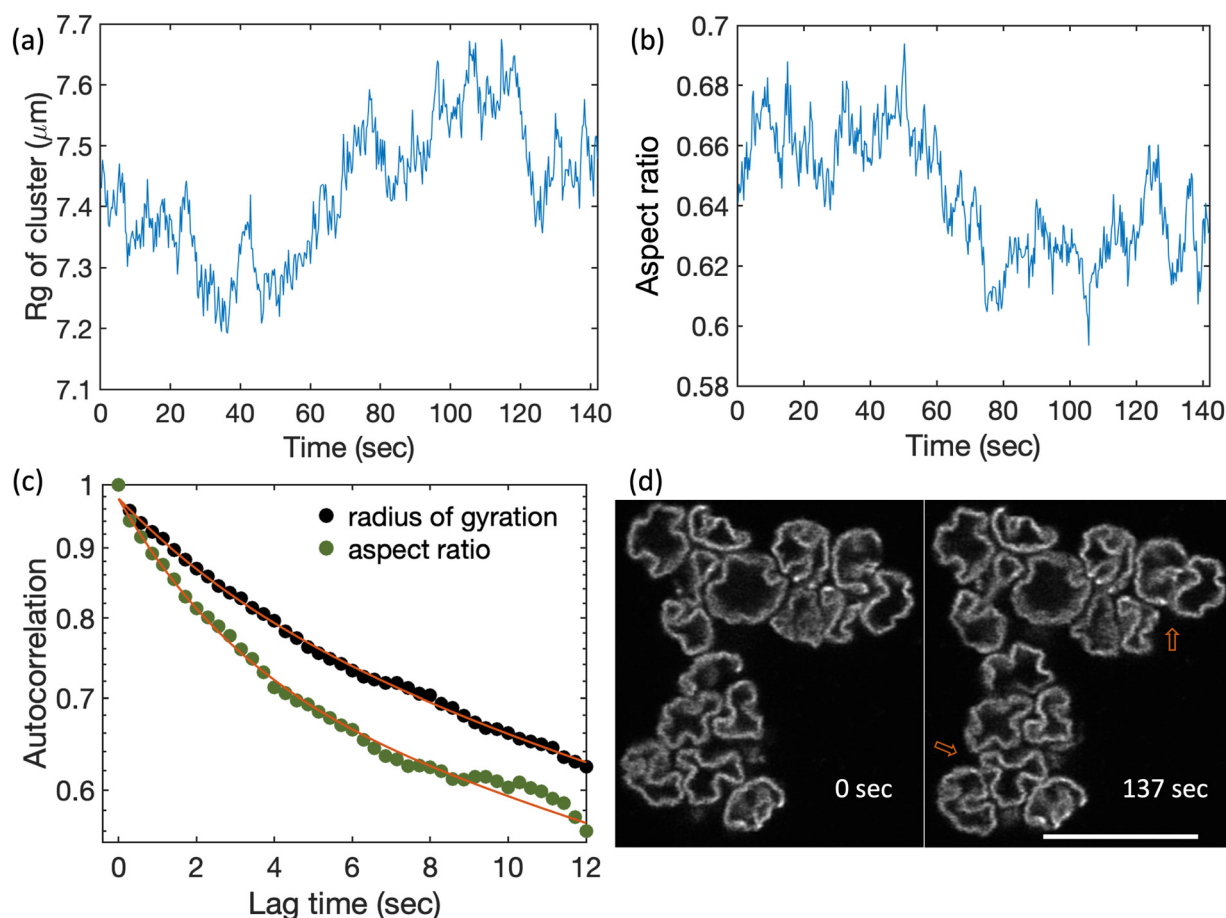 (a)
7.7
7.6
7.5
7.4
7.3
7.2
7.1
Rg of cluster (μm)
0 20 40 60 80 100 120 140
Time (sec)
(b)
0.7
0.68
0.66
0.64
0.62
0.6
0.58
Aspect ratio
0 20 40 60 80 100 120 140
Time (sec)
(c)
1
0.9
0.8
0.7
0.6
Autocorrelation
radius of gyration
aspect ratio
0 2 4 6 8 10 12
Lag time (sec)
(d)
0 sec
137 sec